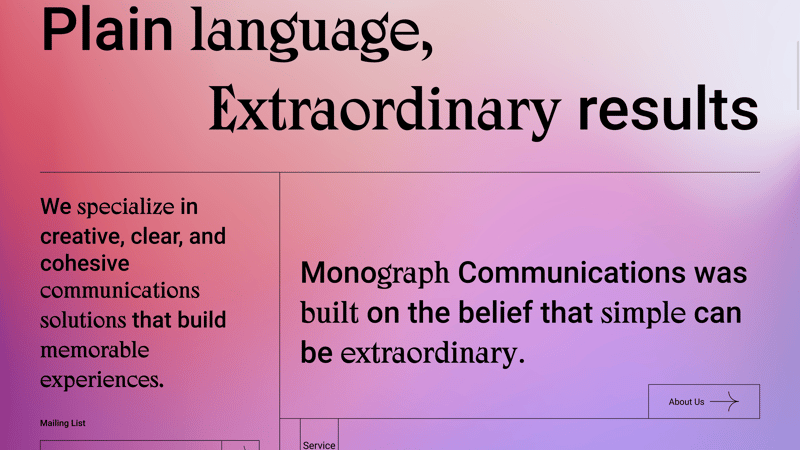 Plain language,
Extraordinary results
We specialize in
creative, clear, and
cohesive
communications
solutions that build
memorable
experiences.
Mailing List
Monograph Communications was
built on the belief that simple can
be extraordinary.
About Us
Service